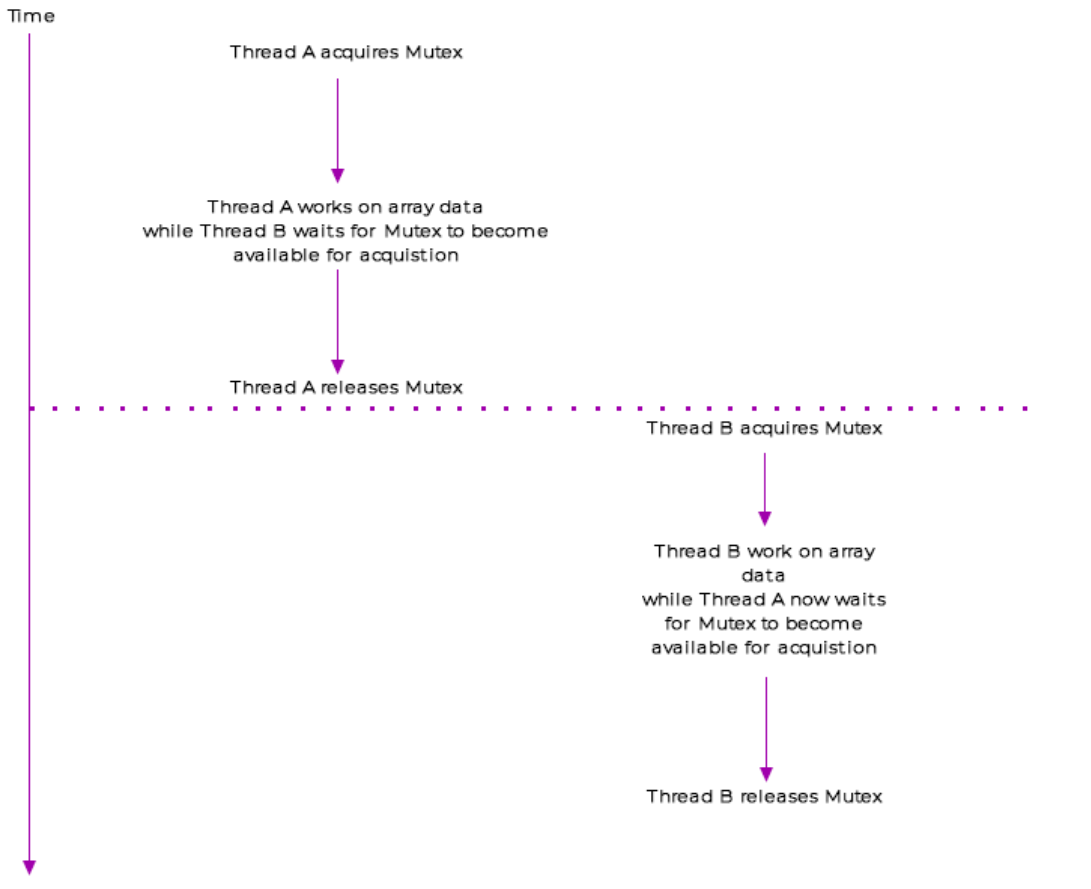 Time
Thread A acquires Mutex
Thread A works on array data
while Thread B waits for Mutex to become
available for acquistion
Thread A releases Mutex
Thread B acquires Mutex
Thread B work on array
data
while Thread A now waits
for Mutex to become
available for acquistion
Thread B releases Mutex